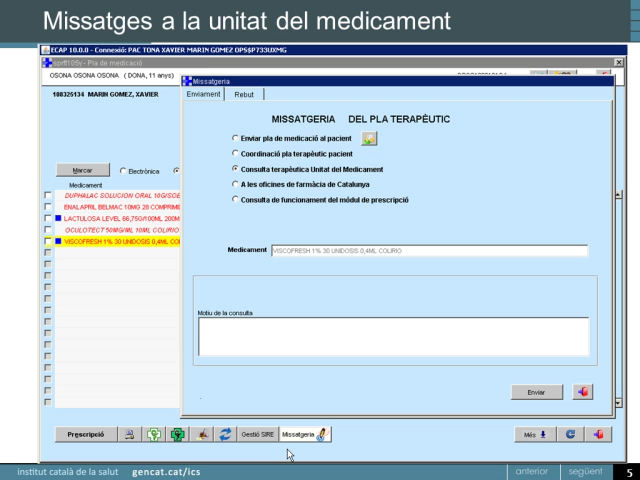 Missatges a la unitat del medicament
ECAP 10.0.0 - Connexió: PAC TONA XAVIER MARIN GOMEZ OPS$P733UXMG
Pla de medicació
OSONA OSONA OSONA ( DONA, 11 anys)
Missatgeria
108325134 MARIN GOMEZ, XAVIER
Enviament
Rebut
MISSATGERIA DEL PLA TERAPÈUTIC
Enviar pla de medicació al pacient
Coordinació pla terapèutic pacient
Marcar
Electrònica
Consulta terapèutica Unitat del Medicament
Medicament
A les oficines de farmàcia de Catalunya
DUPHALAC SOLUCION ORAL 10G/SOE
Consulta de funcionament del mòdul de prescripció
ENALAPRIL BELMAC 10MG 28 COMPRIMI
LACTULOSA LEVEL 66,75G/100ML 200M
OCULOTECT 50MG/ML 10ML COLIRIO
VISCOFRESH 1% 30 UNIDOSIS 0,4ML COI
Medicament
VISCOFRESH 1% 30 UNIDOSIS 0,4ML COLIRIO
Motiu de la consulta
Enviar
Prescripció
Gestió SIRE
Missatgeria
Més
institut català de la salut gencat.cat/ics
anterior
següent
5